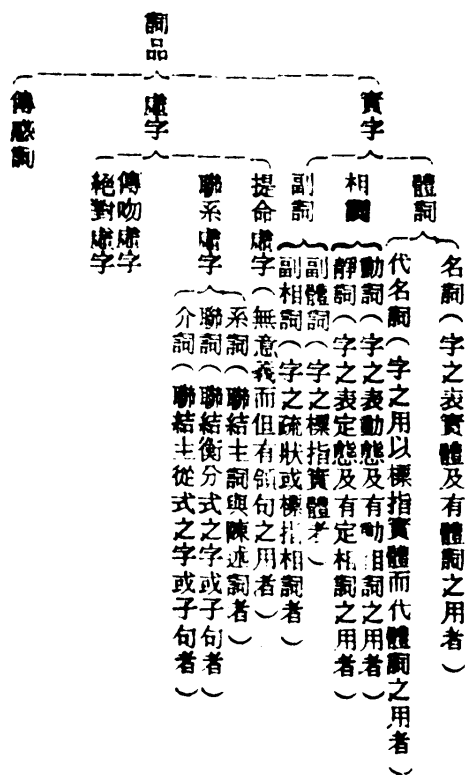 詞品
實字
體詞
名詞(字之表實體及有體詞之用者)
代名詞(字之用以標指實體而代體詞之用者)
相詞
動詞(字之表動態及有動相詞之用者)
靜詞(字之表定態及有定相詞之用者)
副詞
副體詞(字之標指實體者)
副相詞(字之疏狀或標指相詞者)
虛字
提命虛字(無意義而但有領句之用者)
聯系虛字
系詞(聯結主詞與陳述詞者)
聯詞(聯結衡分式之字或子句者)
介詞(聯結主從式之字或子句者)
傳吻虛字
絕對虛字
傳感詞